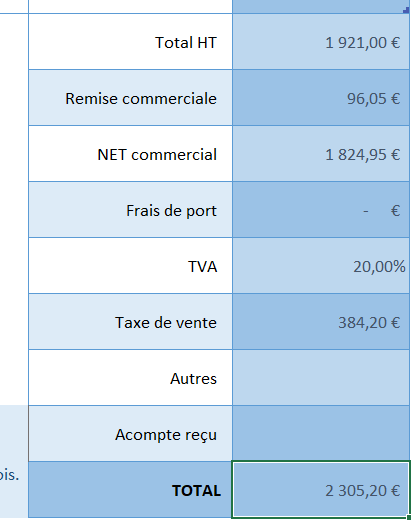 Total HT 1 921,00 €
Remise commerciale 96,05 €
NET commercial 1 824,95 €
Frais de port - €
TVA 20,00%
Taxe de vente 384,20 €
Autres
Acompte reçu
ois.
TOTAL 2 305,20 €